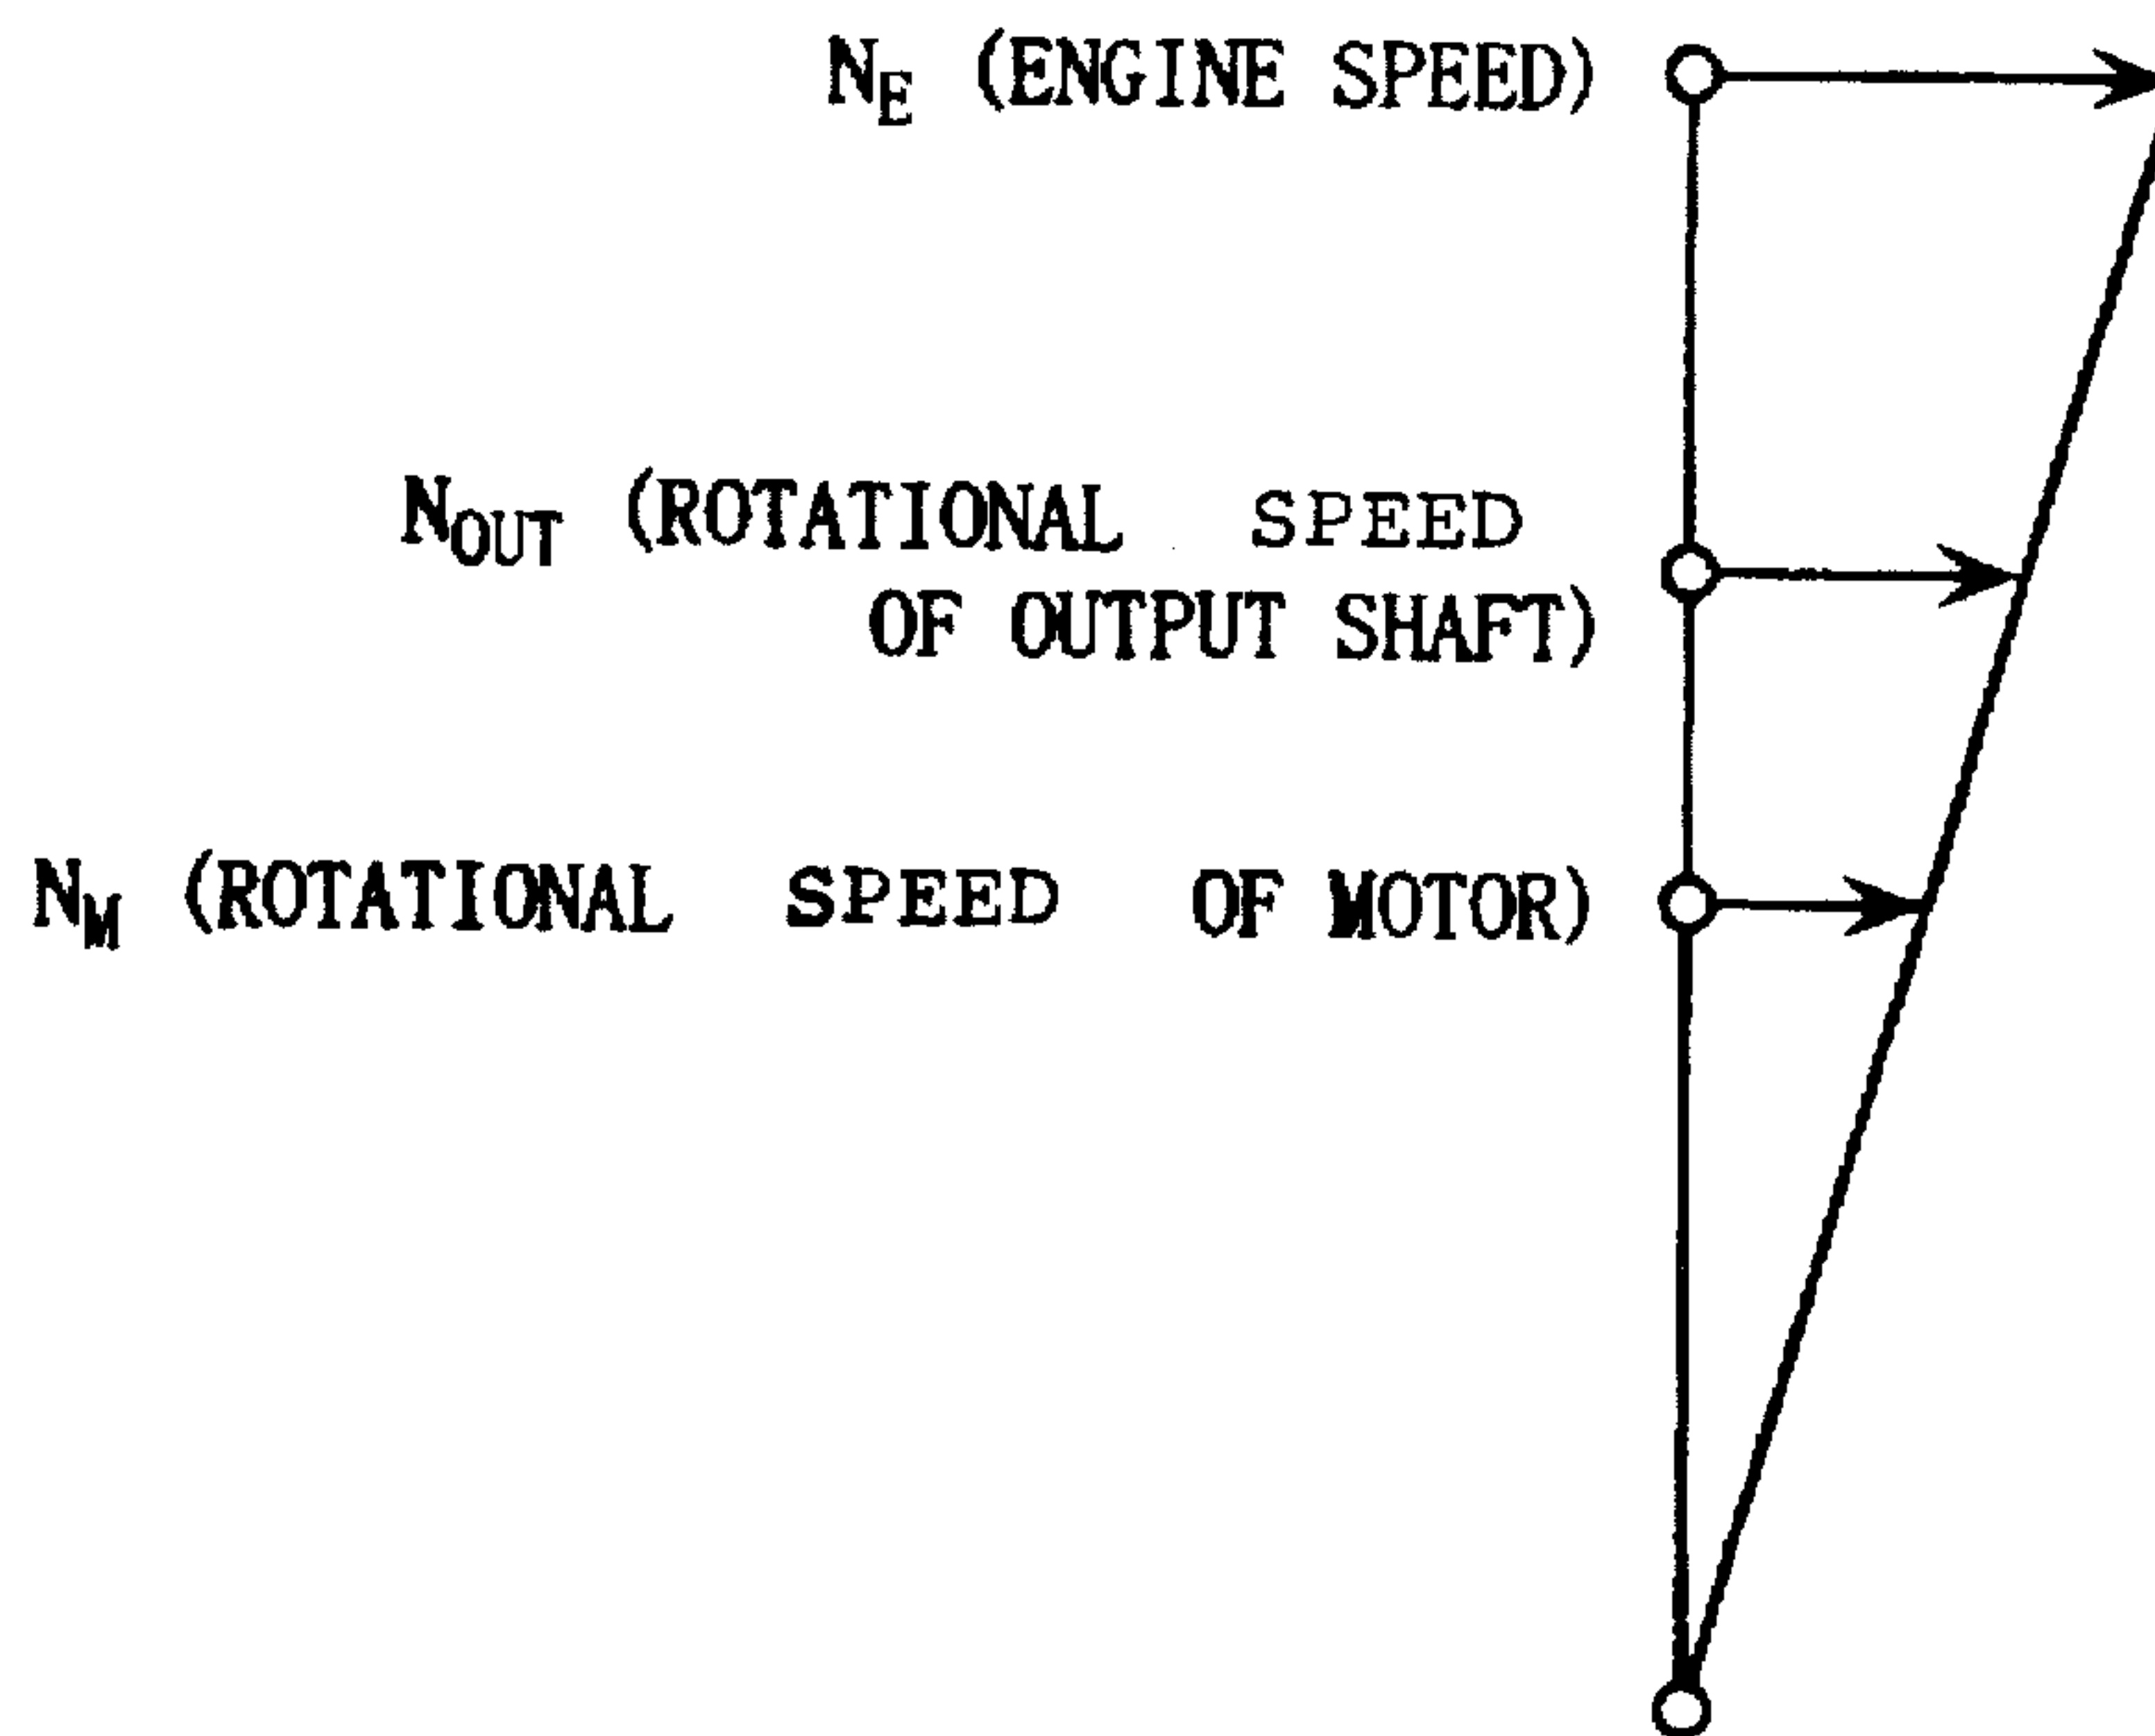 N_E (ENGINE SPEED)
N_OUT (ROTATIONAL SPEED
OF OUTPUT SHAFT)
N_M (ROTATIONAL SPEED OF MOTOR)